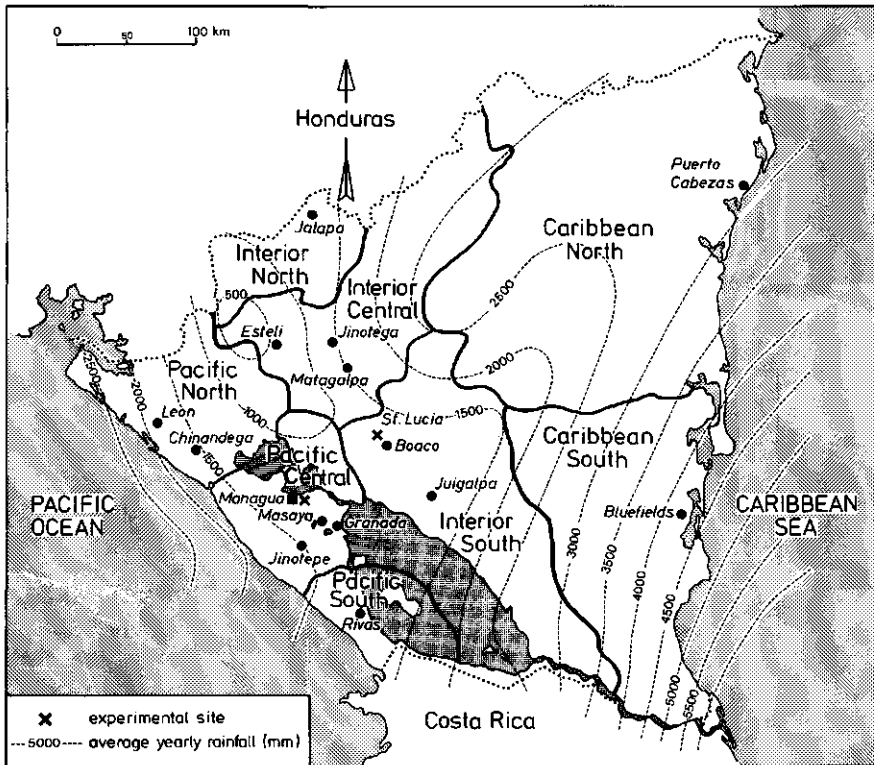 0 50 100 km
Honduras
Puerto
Cabezas
Jalapa
Interior
North
Caribbean
North
Interior
Central
500
2500
Esteli
Jinotega
2000
Pacific
North
Matagalpa
2500
2000
1500
1000
1500
León
Chinandega
Sf. Lucia
Boaco
Caribbean
South
Pacific
Central
Juigalpa
Managua
Masaya
Granada
Interior
South
Bluefields
PACIFIC
OCEAN
CARIBBEAN
SEA
Jinotepe
Pacific
South
Rivas
3000
3500
4000
4500
5000
5500
Costa Rica
x experimental site
---5000--- average yearly rainfall (mm)